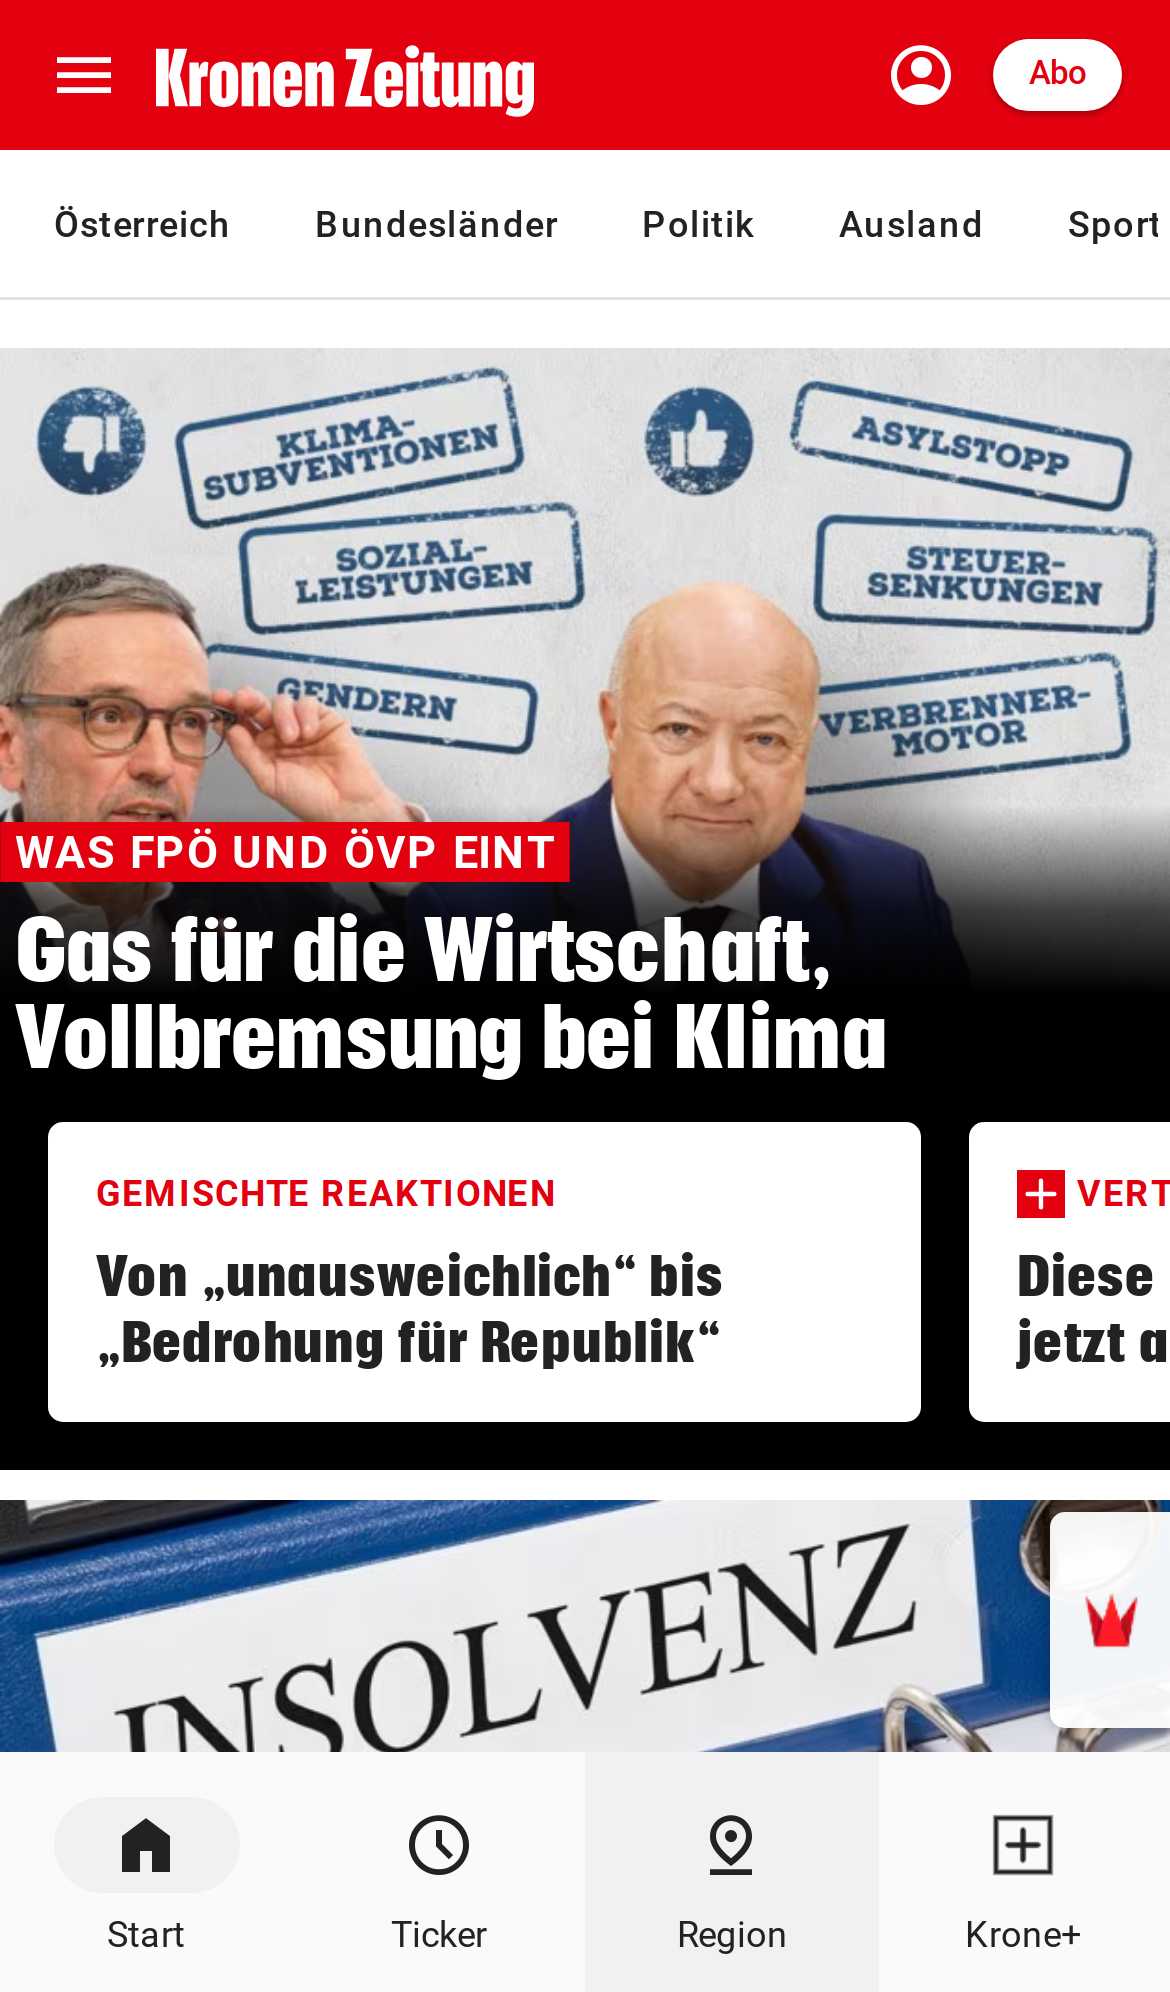 Kronen Zeitung
Abo
Österreich
Bundesländer
Politik
Ausland
Sport
KLIMA-
SUBVENTIONEN
SOZIAL-
LEISTUNGEN
GENDERN
ASYLSTOPP
STEUER-
SENKUNGEN
VERBRENNER-
MOTOR
WAS FPÖ UND ÖVP EINT
Gas für die Wirtschaft,
Vollbremsung bei Klima
GEMISCHTE REAKTIONEN
Von „unausweichlich“ bis
„Bedrohung für Republik“
VERT
Diese
jetzt a
INSOLVENZ
Start
Ticker
Region
Krone+